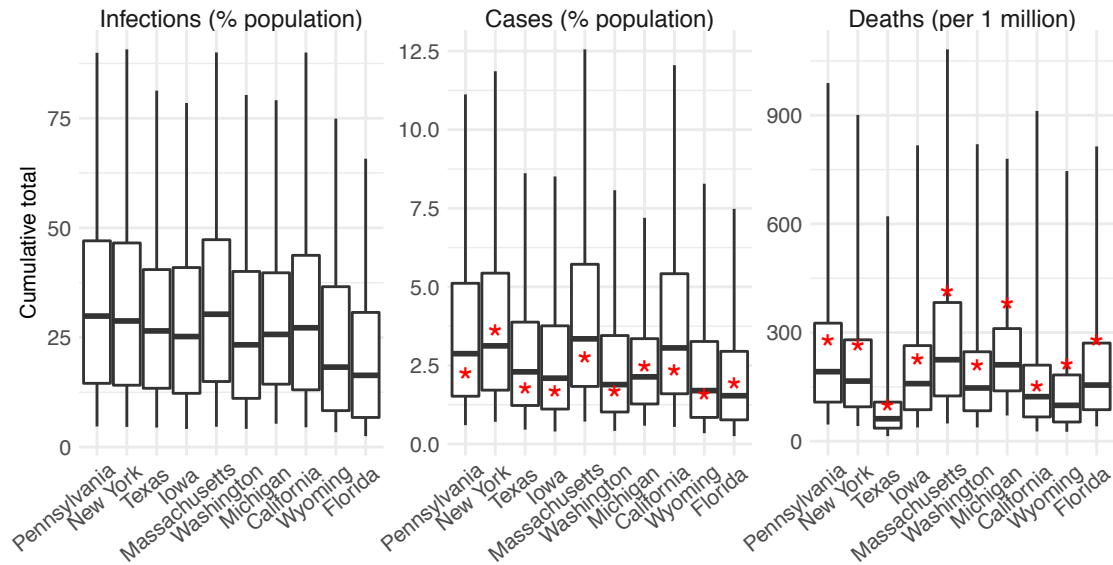 Infections (% population)
Cases (% population)
Deaths (per 1 million)
Cumulative total
75
50
25
0
Pennsylvania
New York
Texas
Iowa
Massachusetts
Washington
Michigan
California
Wyoming
Florida
12.5
10.0
7.5
5.0
2.5
0.0
Pennsylvania
New York
Texas
Iowa
Massachusetts
Washington
Michigan
California
Wyoming
Florida
900
600
300
0
Pennsylvania
New York
Texas
Iowa
Massachusetts
Washington
Michigan
California
Wyoming
Florida